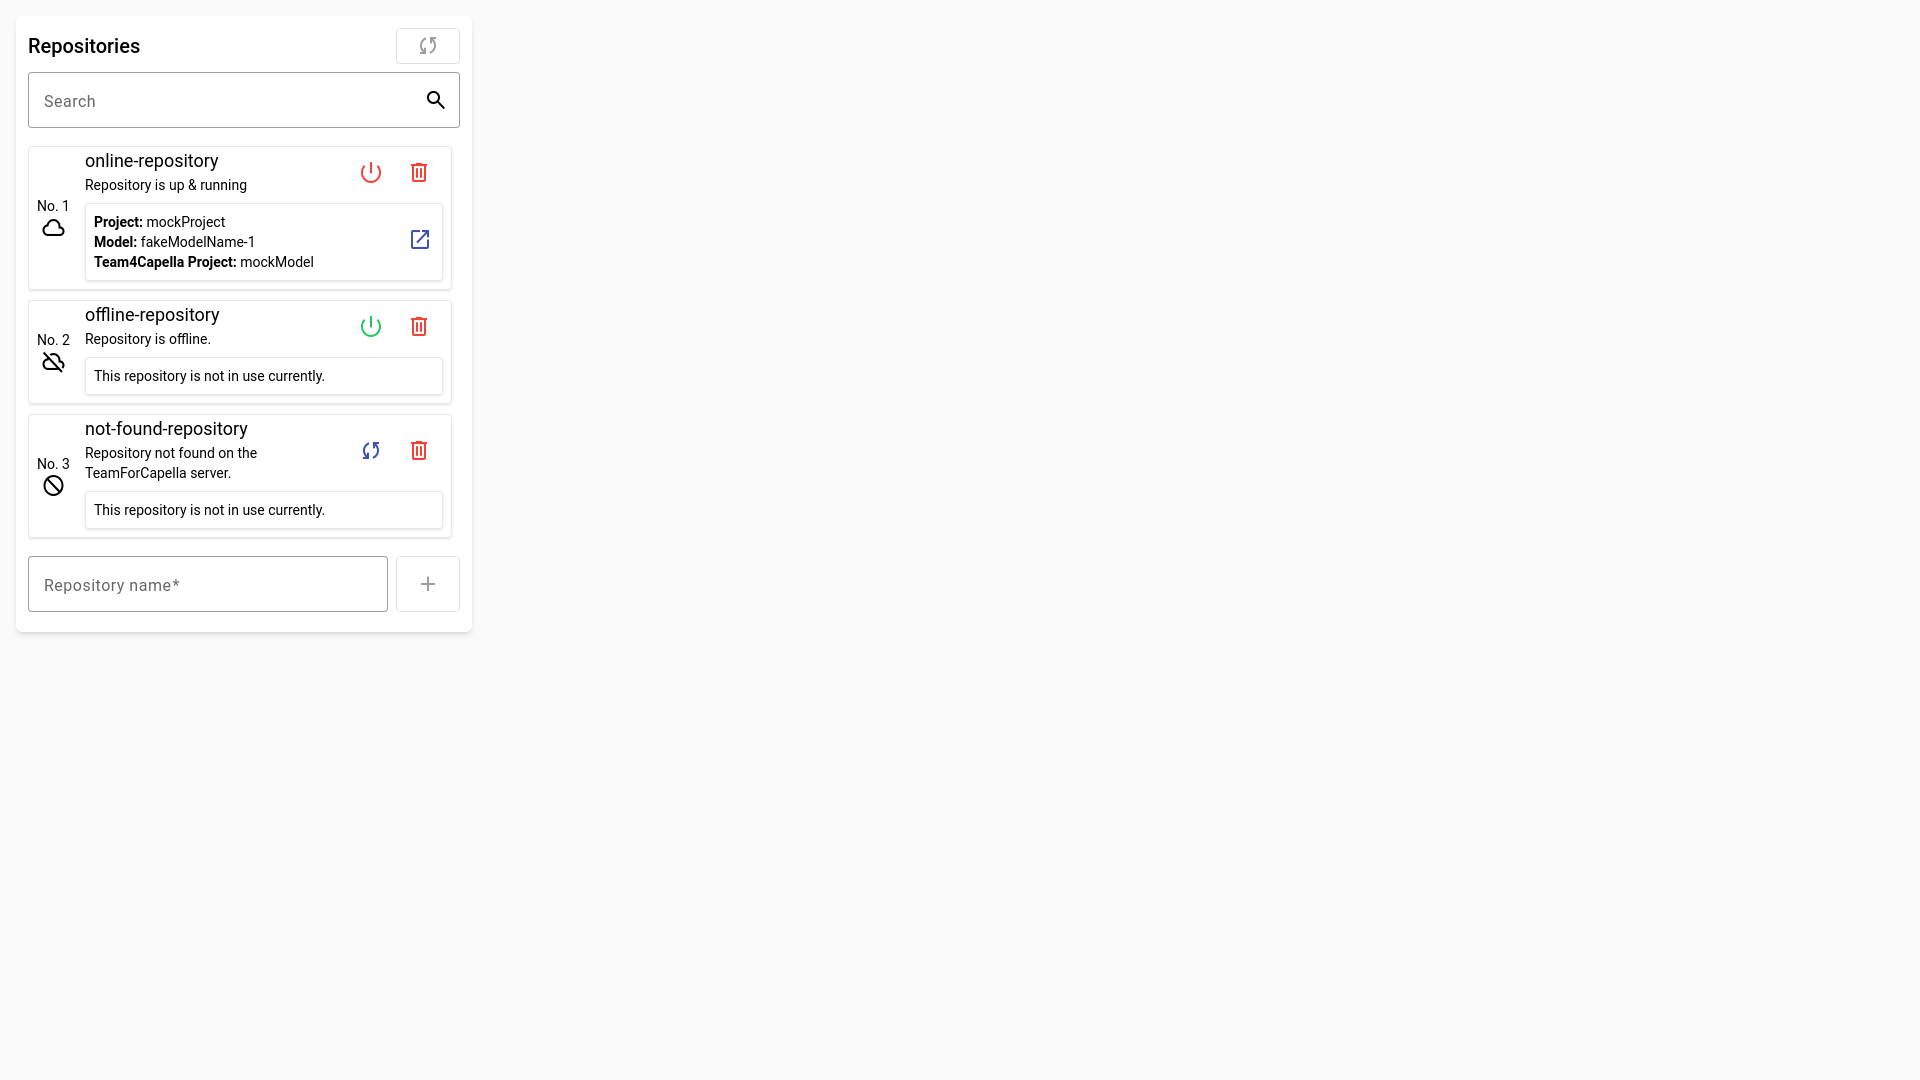 Repositories
Search
online-repository
Repository is up & running
No. 1
Project: mockProject
Model: fakeModelName-1
Team4Capella Project: mockModel
offline-repository
Repository is offline.
No. 2
This repository is not in use currently.
not-found-repository
Repository not found on the
TeamForCapella server.
No. 3
This repository is not in use currently.
Repository name*